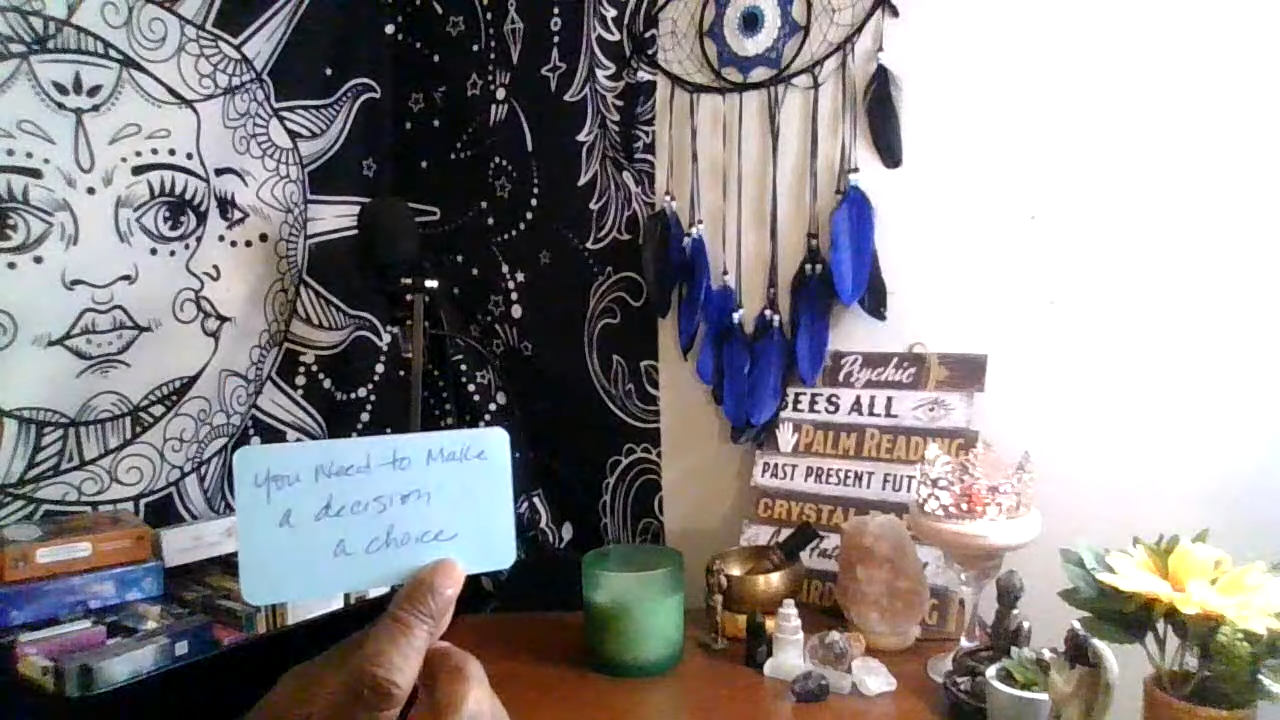 You Need to Make
a decision
a choice
Psychic
SEES ALL
PALM READING
PAST PRESENT FUT
CRYSTAL